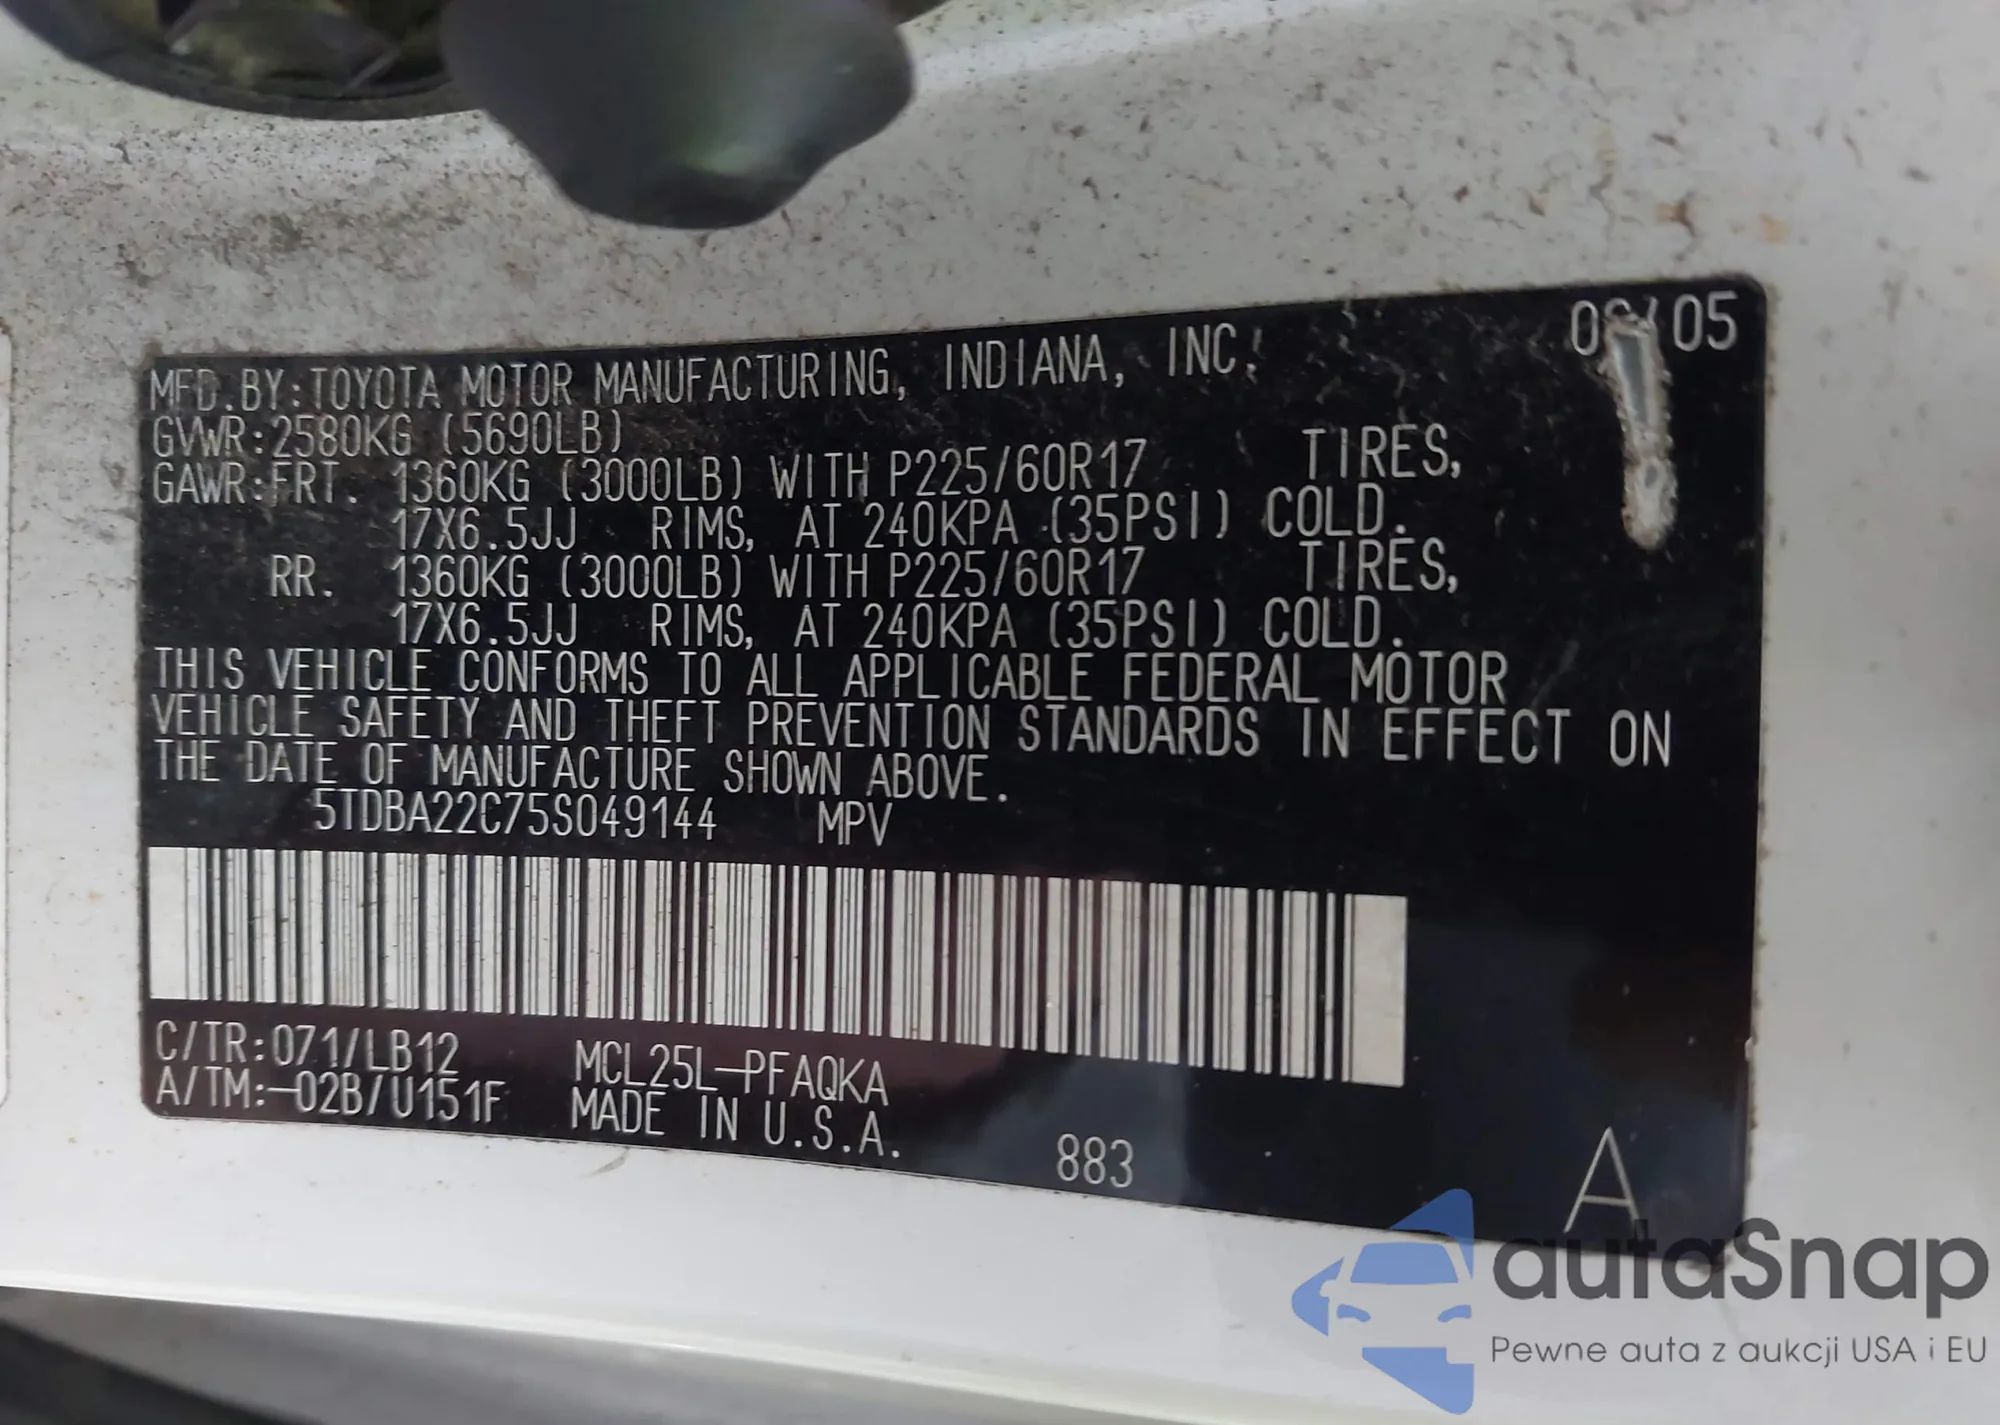 /05
MFD.BY:TOYOTA MOTOR MANUFACTURING, INDIANA, INC.
GVWR:2580KG (5690LB)
GAWR:FRT. 1360KG (3000LB) WITH P225/60R17 TIRES,
17X6.5JJ RIMS, AT 240KPA (35PSI) COLD.
RR. 1360KG (3000LB) WITH P225/60R17 TIRES,
17X6.5JJ RIMS, AT 240KPA (35PSI) COLD.
THIS VEHICLE CONFORMS TO ALL APPLICABLE FEDERAL MOTOR
VEHICLE SAFETY AND THEFT PREVENTION STANDARDS IN EFFECT ON
THE DATE OF MANUFACTURE SHOWN ABOVE.
5TDBA22C75S049144 MPV
C/TR:071/LB12 MCL25L-PFAQKA
A/TM:-02B/U151F MADE IN U.S.A.
883
A
autaSnap
Pewne auta z aukcji USA i EU